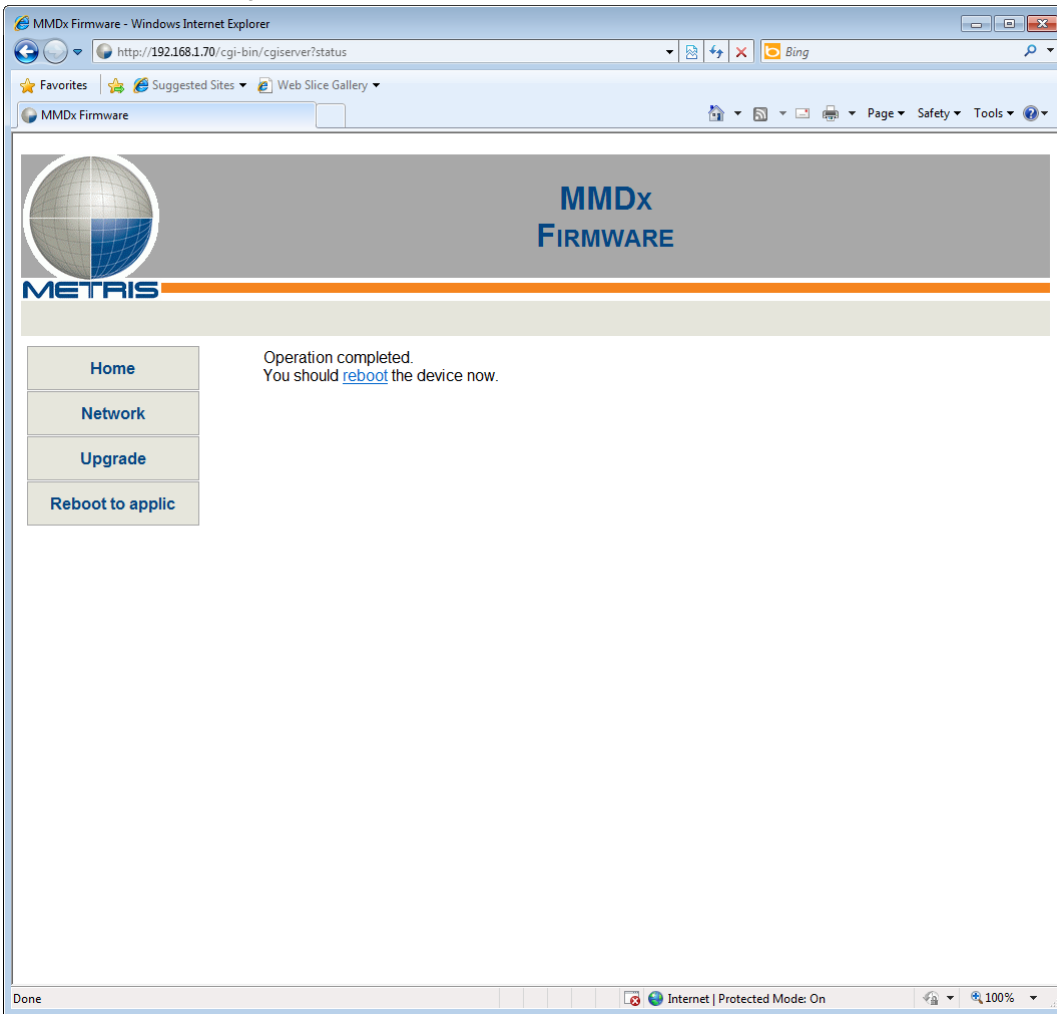 MMDx Firmware - Windows Internet Explorer
http://192.168.1.70/cgi-bin/cgiserver?status
Bing
Favorites Suggested Sites Web Slice Gallery
MMDx Firmware
Page Safety Tools
MMDx
FIRMWARE
METRIS
Home
Network
Upgrade
Reboot to applic
Operation completed.
You should reboot the device now.
Done
Internet | Protected Mode: On
100%